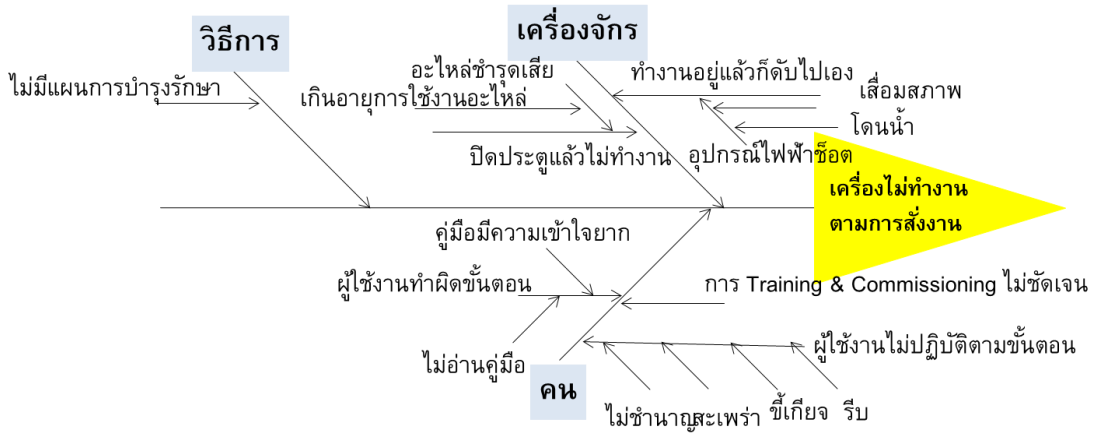 วิธีการ
เครื่องจักร
ไม่มีแผนการบำรุงรักษา
อะไหล่ชำรุดเสีย
ทำงานอยู่แล้วก็ดับไปเอง
เกินอายุการใช้งานอะไหล่
เสื่อมสภาพ
โดนน้ำ
ปิดประตูแล้วไม่ทำงาน
อุปกรณ์ไฟฟ้าช็อต
เครื่องไม่ทำงาน
ตามการสั่งงาน
คู่มือมีความเข้าใจยาก
ผู้ใช้งานทำผิดขั้นตอน
การ Training & Commissioning ไม่ชัดเจน
ไม่อ่านคู่มือ
ผู้ใช้งานไม่ปฏิบัติตามขั้นตอน
คน
ไม่ชำนาญ
สะเพร่า
ขี้เกียจ
รีบ